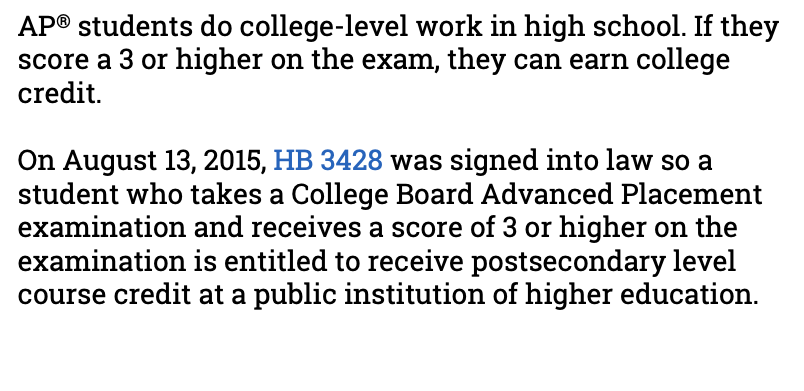 AP® students do college-level work in high school. If they
score a 3 or higher on the exam, they can earn college
credit.
On August 13, 2015, HB 3428 was signed into law so a
student who takes a College Board Advanced Placement
examination and receives a score of 3 or higher on the
examination is entitled to receive postsecondary level
course credit at a public institution of higher education.